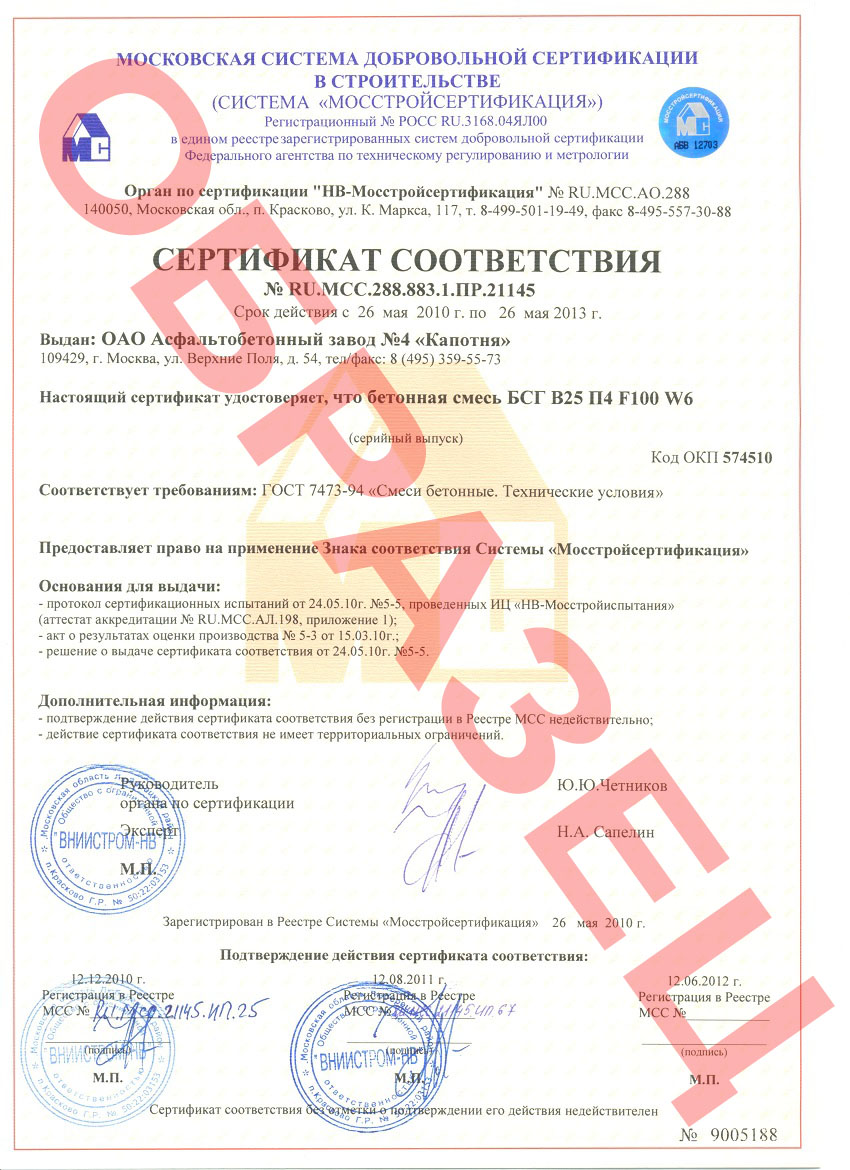 МОСКОВСКАЯ СИСТЕМА ДОБРОВОЛЬНОЙ СЕРТИФИКАЦИИ
В СТРОИТЕЛЬСТВЕ
(СИСТЕМА «МОССТРОЙСЕРТИФИКАЦИЯ»)
Регистрационный № РОСС RU.3168.04ЯЛ00
в едином реестре зарегистрированных систем добровольной сертификации
Федерального агентства по техническому регулированию и метрологии
МС
МОССТРОЙСЕРТИФИКАЦИЯ
МС
АБВ 12703
Орган по сертификации "НВ-Мосстройсертификация" № RU.МСС.АО.288
140050, Московская обл., п. Красково, ул. К. Маркса, 117, т. 8-499-501-19-49, факс 8-495-557-30-88
СЕРТИФИКАТ СООТВЕТСТВИЯ
№ RU.МСС.288.883.1.ПР.21145
Срок действия с 26 мая 2010 г. по 26 мая 2013 г.
Выдан: ОАО Асфальтобетонный завод №4 «Капотня»
109429, г. Москва, ул. Верхние Поля, д. 54, тел/факс: 8 (495) 359-55-73
Настоящий сертификат удостоверяет, что бетонная смесь БСГ В25 П4 F100 W6
(серийный выпуск)
Код ОКП 574510
Соответствует требованиям: ГОСТ 7473-94 «Смеси бетонные. Технические условия»
Предоставляет право на применение Знака соответствия Системы «Мосстройсертификация»
Основания для выдачи:
- протокол сертификационных испытаний от 24.05.10г. №5-5, проведенных ИЦ «НВ-Мосстройиспытания»
(аттестат аккредитации № RU.МСС.АЛ.198, приложение 1);
- акт о результатах оценки производства № 5-3 от 15.03.10г.;
- решение о выдаче сертификата соответствия от 24.05.10г. №5-5.
Дополнительная информация:
- подтверждение действия сертификата соответствия без регистрации в Реестре МСС недействительно;
- действие сертификата соответствия не имеет территориальных ограничений.
Руководитель
органа по сертификации
Ю.Ю.Четников
Эксперт
Н.А. Сапелин
М.П.
Московская область
Общество с ограниченной
"ВНИИСТРОМ-НВ"
ответственностью
п.Красково Г.Р. № 50:22:03153
Зарегистрирован в Реестре Системы «Мосстройсертификация» 26 мая 2010 г.
Подтверждение действия сертификата соответствия:
12.12.2010 г.
Регистрация в Реестре
МСС № 21145.ИП.25
(подпись)
"ВНИИСТРОМ-НВ"
М.П.
12.08.2011 г.
Регистрация в Реестре
МСС № 21145ИП.67
(подпись)
"ВНИИСТРОМ-НВ"
М.П.
12.06.2012 г.
Регистрация в Реестре
МСС №
(подпись)
М.П.
Сертификат соответствия без отметки о подтверждении его действия недействителен
№ 9005188
ОБРАЗЕЦ